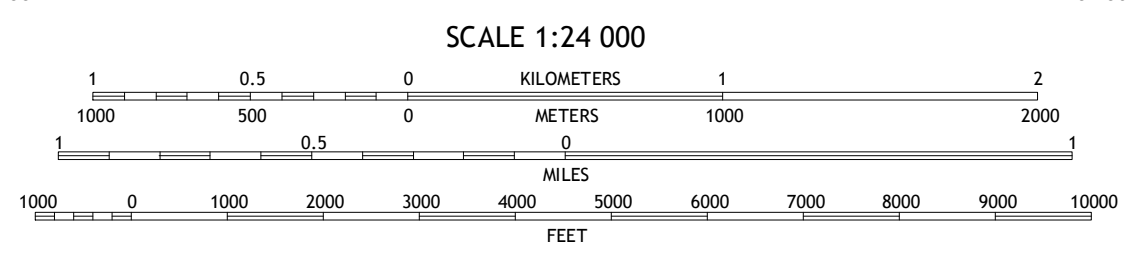 SCALE 1:24 000
1 0.5 0 KILOMETERS 1 2
1000 500 0 METERS 1000 2000
1 0.5 0 1
MILES
1000 0 1000 2000 3000 4000 5000 6000 7000 8000 9000 10000
FEET